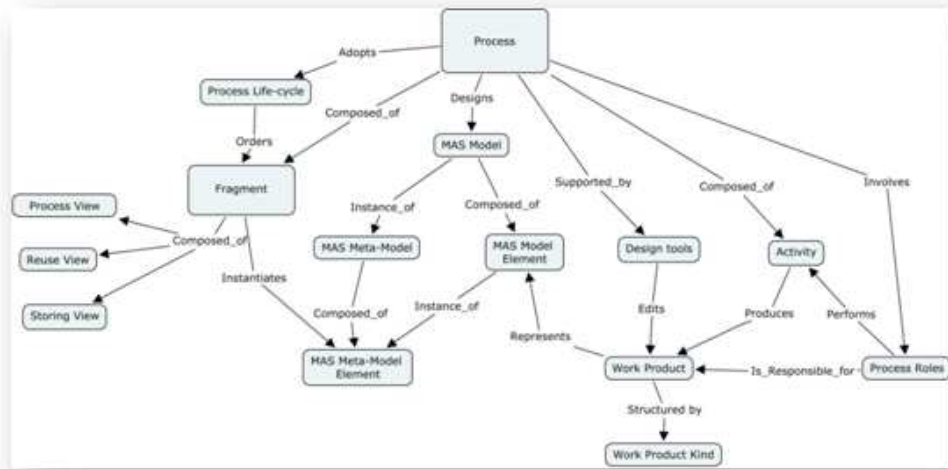 Process
Adopts
Process Life-cycle
Designs
Composed_of
Orders
MAS Model
Fragment
Supported_by
Composed_of
Involves
Process View
Instance_of
Composed_of
Composed_of
MAS Meta-Model
MAS Model
Element
Design tools
Activity
Reuse View
Instantiates
Storing View
Composed_of
Instance_of
Edits
Produces
Performs
Represents
MAS Meta-Model
Element
Work Product
Is_Responsible_for
Process Roles
Structured by
Work Product Kind